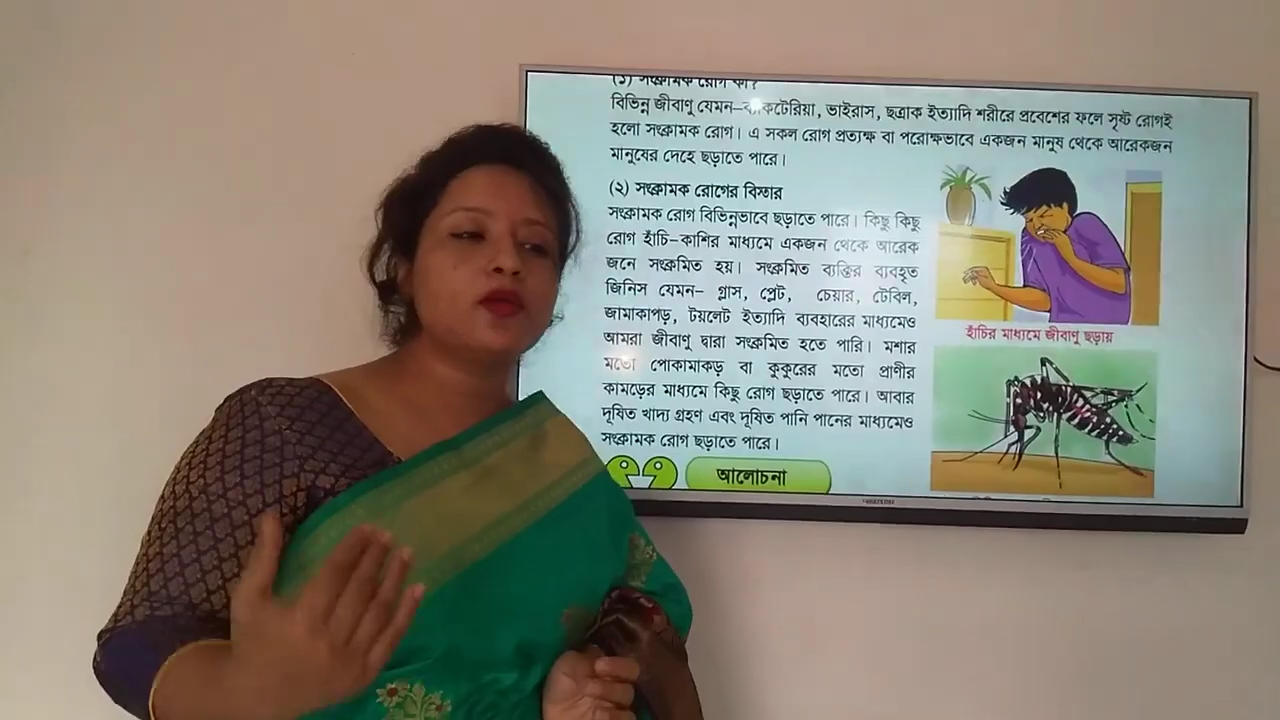 (১) সংক্রামক রোগ কী?
বিভিন্ন জীবাণু যেমন–ব্যাকটেরিয়া, ভাইরাস, ছত্রাক ইত্যাদি শরীরে প্রবেশের ফলে সৃষ্ট রোগই
হলো সংক্রামক রোগ। এ সকল রোগ প্রত্যক্ষ বা পরোক্ষভাবে একজন মানুষ থেকে আরেকজন
মানুষের দেহে ছড়াতে পারে।
(২) সংক্রামক রোগের বিস্তার
সংক্রামক রোগ বিভিন্নভাবে ছড়াতে পারে। কিছু কিছু
রোগ হাঁচি–কাশির মাধ্যমে একজন থেকে আরেক
জনে সংক্রমিত হয়। সংক্রমিত ব্যক্তির ব্যবহৃত
জিনিস যেমন– গ্লাস, প্লেট, চেয়ার, টেবিল,
জামাকাপড়, টয়লেট ইত্যাদি ব্যবহারের মাধ্যমেও
আমরা জীবাণু দ্বারা সংক্রমিত হতে পারি। মশার
মতো পোকামাকড় বা কুকুরের মতো প্রাণীর
কামড়ের মাধ্যমে কিছু রোগ ছড়াতে পারে। আবার
দূষিত খাদ্য গ্রহণ এবং দূষিত পানি পানের মাধ্যমেও
সংক্রামক রোগ ছড়াতে পারে।
হাঁচির মাধ্যমে জীবাণু ছড়ায়
আলোচনা